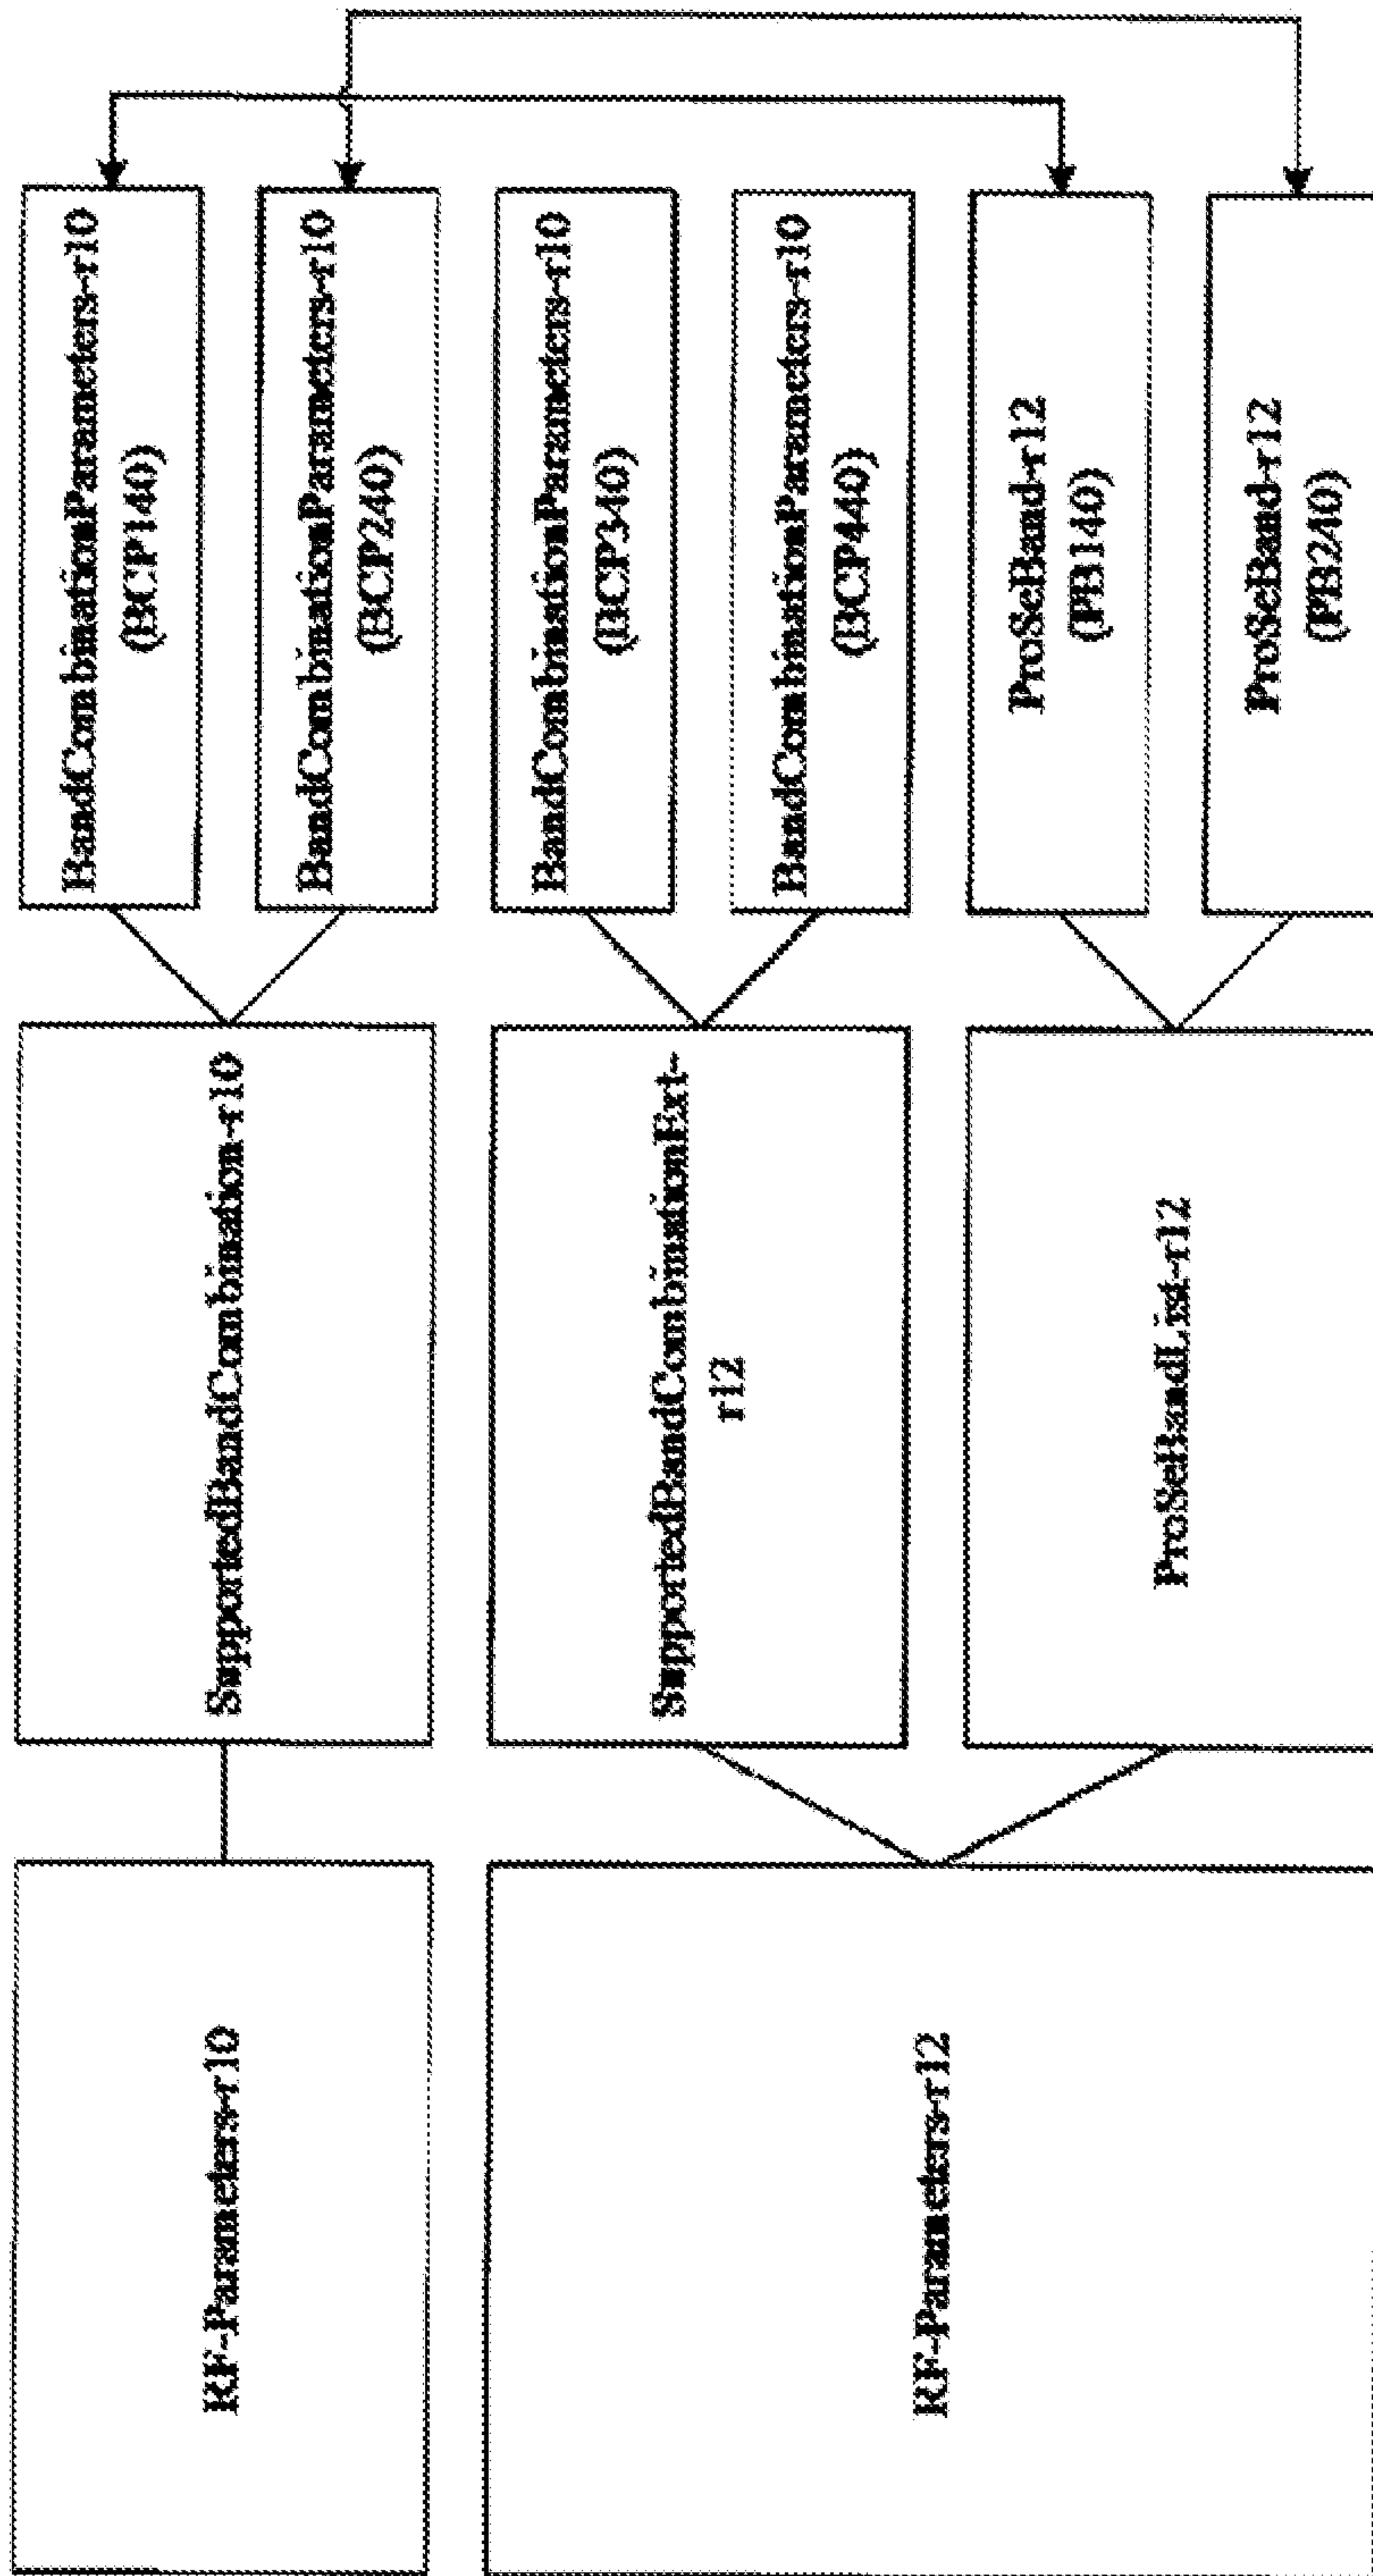 RF-Parameters-r10
SupportedBandCombination-r10
BandCombinationParameters-r10
(BCP140)
BandCombinationParameters-r10
(BCP240)
RF-Parameters-r12
SupportedBandCombinationExt-
r12
BandCombinationParameters-r10
(BCP340)
BandCombinationParameters-r10
(BCP440)
ProSeBandList-r12
ProSeBand-r12
(PB140)
ProSeBand-r12
(PB240)